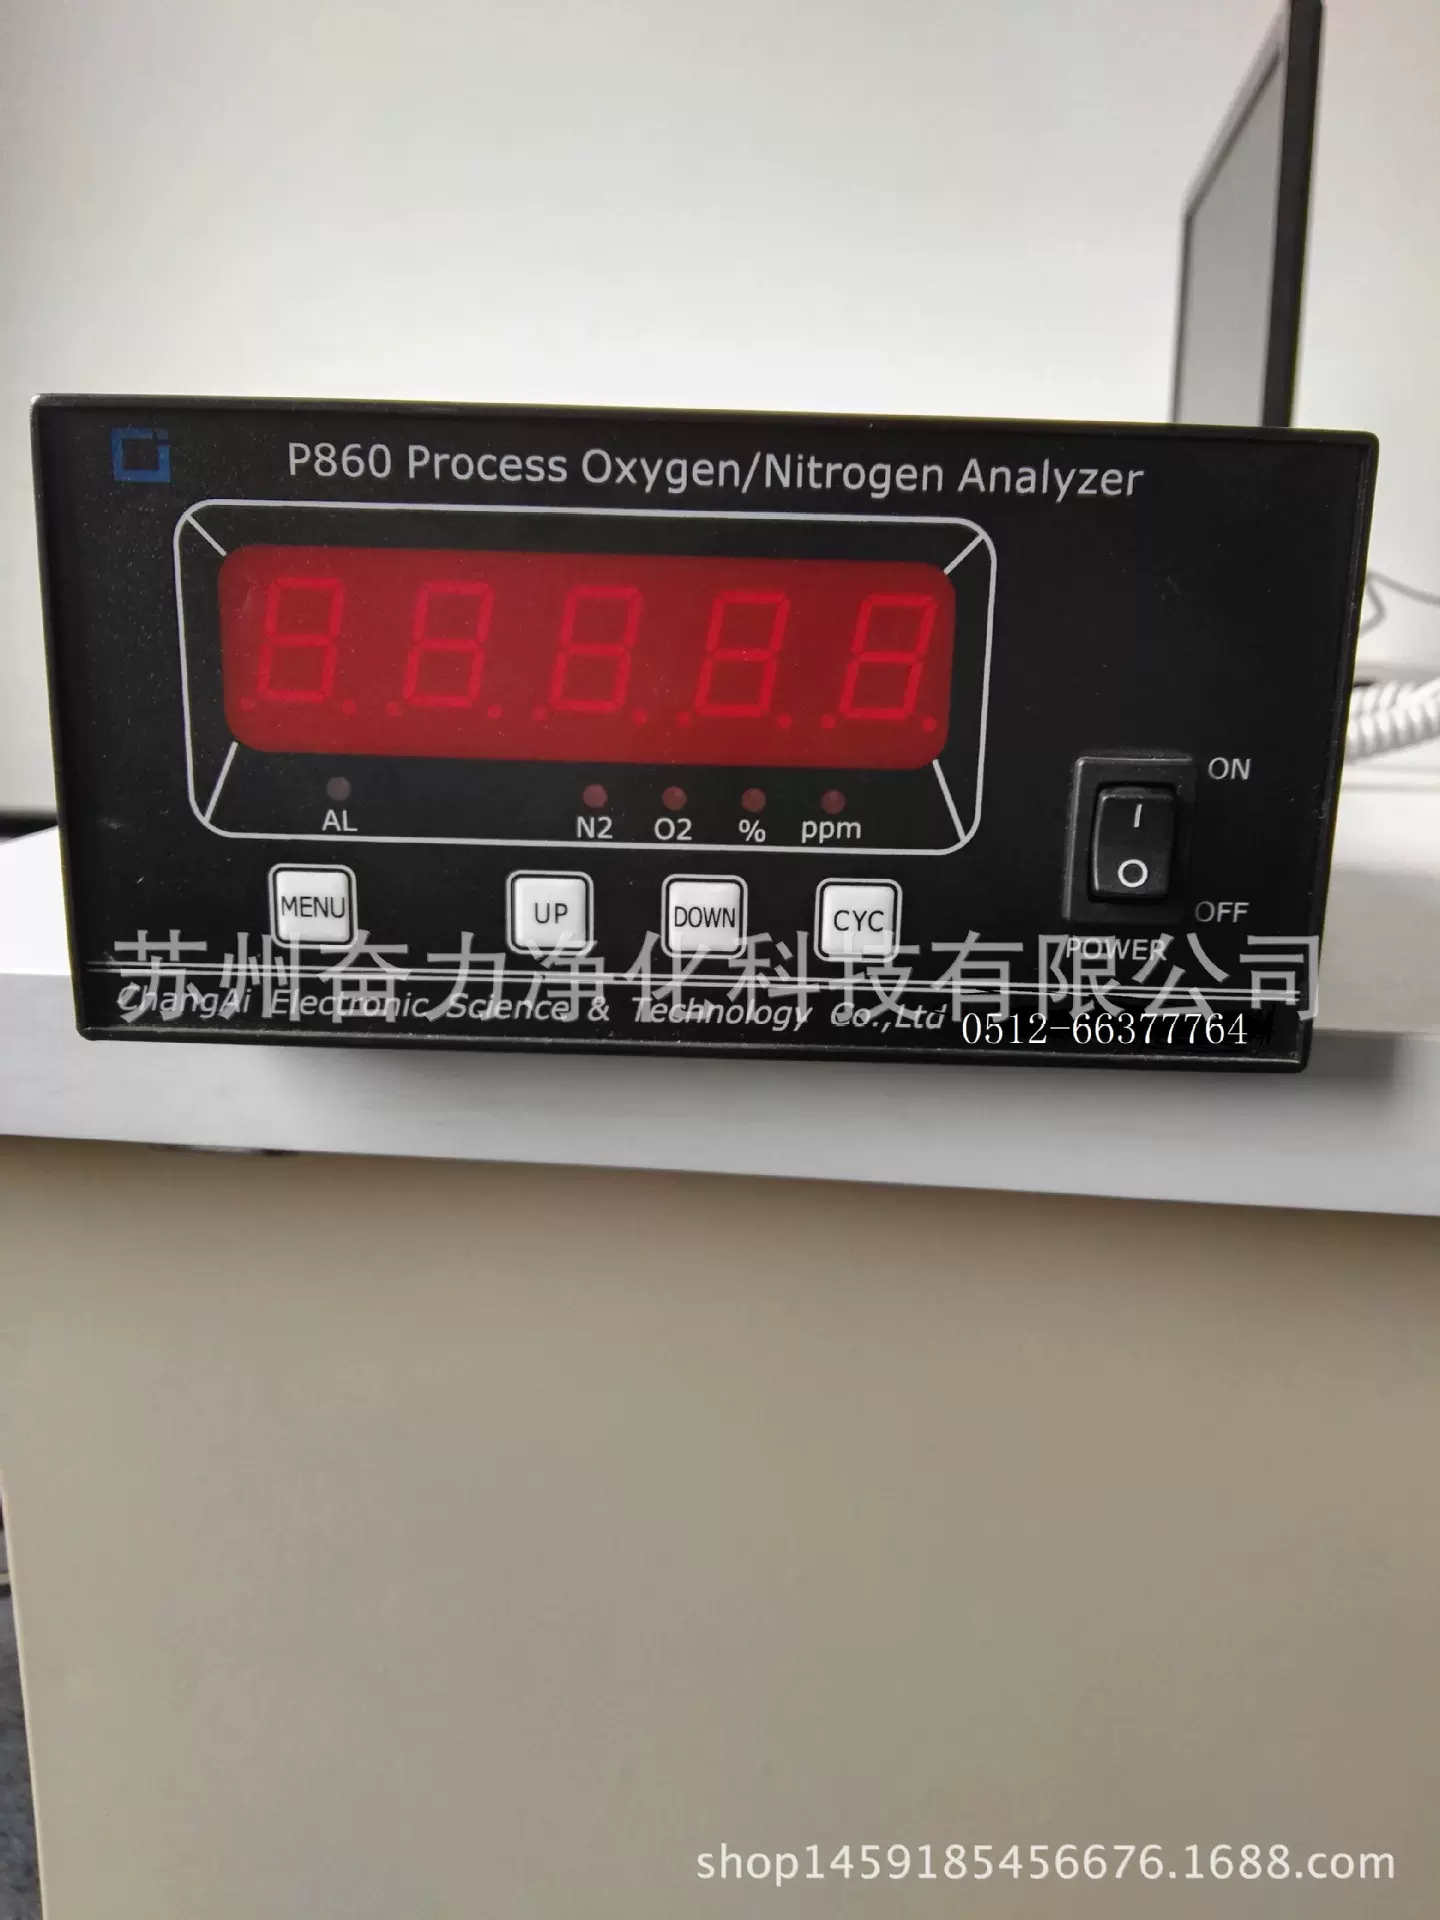 P860 Process Oxygen/Nitrogen Analyzer
88888
AL N2 O2 % ppm
ON
MENU UP DOWN CYC
OFF
POWER
苏州奋力净化科技有限公司
ChangAi Electronic Science & Technology Co.,Ltd
0512-66377764
shop1459185456676.1688.com